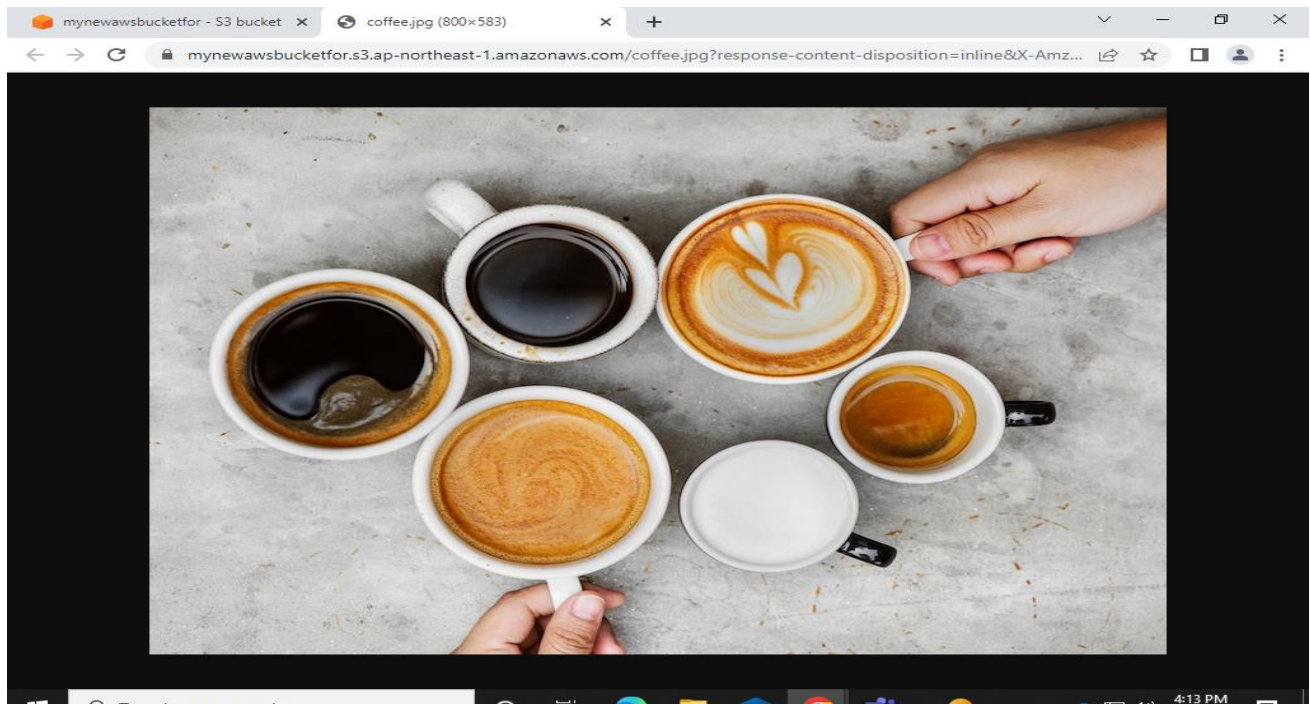 mynewawsbucketfor - S3 bucket
coffee.jpg (800×583)
mynewawsbucketfor.s3.ap-northeast-1.amazonaws.com/coffee.jpg?response-content-disposition=inline&X-Amz...
4:13 PM